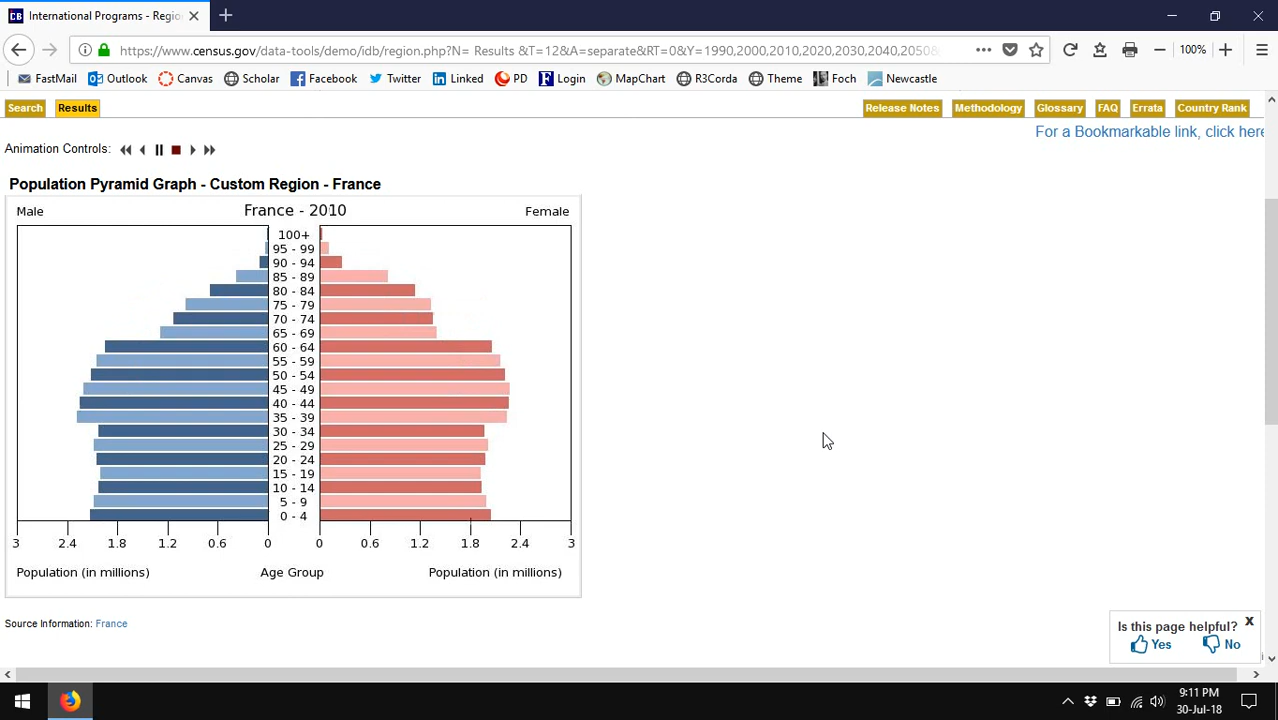 International Programs - Regio
https://www.census.gov/data-tools/demo/idb/region.php?N= Results &T=12&A=separate&RT=0&Y=1990,2000,2010,2020,2030,2040,2050&
100%
FastMail Outlook Canvas Scholar Facebook Twitter Linked PD Login MapChart R3Corda Theme Foch Newcastle
Search Results Release Notes Methodology Glossary FAQ Errata Country Rank
For a Bookmarkable link, click here
Animation Controls:
Population Pyramid Graph - Custom Region - France
Male France - 2010 Female
100+
95 - 99
90 - 94
85 - 89
80 - 84
75 - 79
70 - 74
65 - 69
60 - 64
55 - 59
50 - 54
45 - 49
40 - 44
35 - 39
30 - 34
25 - 29
20 - 24
15 - 19
10 - 14
5 - 9
0 - 4
3 2.4 1.8 1.2 0.6 0 0 0.6 1.2 1.8 2.4 3
Population (in millions) Age Group Population (in millions)
Source Information: France
Is this page helpful? X
Yes No
9:11 PM
30-Jul-18